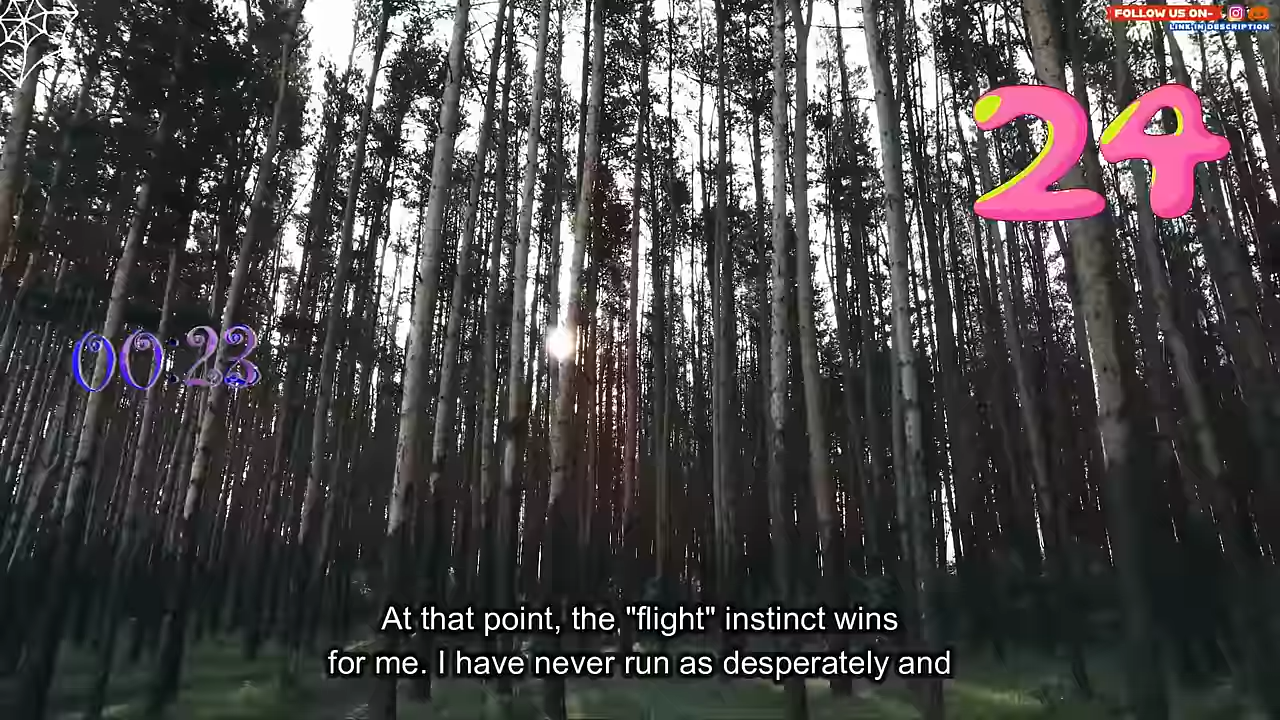 FOLLOW US ON-
LINK IN DESCRIPTION
24
00:23
At that point, the "flight" instinct wins
for me. I have never run as desperately and